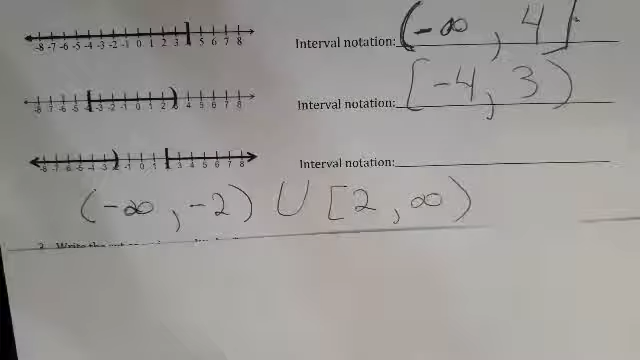 -8 -7 -6 -5 -4 -3 -2 -1 0 1 2 3 5 6 7 8
Interval notation: (-∞, 4]
-8 -7 -6 -5 -4 -3 -2 -1 0 1 2 3 4 5 6 7 8
Interval notation: [-4, 3)
-8 -7 -6 -5 -4 -3 -2 -1 0 1 2 3 4 5 6 7 8
Interval notation:
(-∞, -2) ∪ [2, ∞)